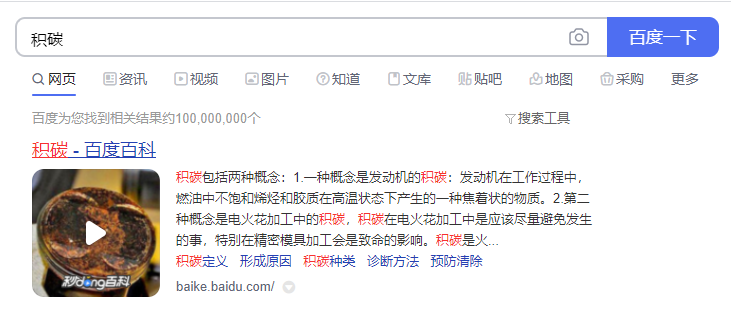 积碳
百度一下
网页 资讯 视频 图片 知道 文库 贴吧 地图 采购 更多
百度为您找到相关结果约100,000,000个 搜索工具
积碳 - 百度百科
积碳包括两种概念：1.一种概念是发动机的积碳：发动机在工作过程中，
燃油中不饱和烯烃和胶质在高温状态下产生的一种焦着状的物质。2.第二
种概念是电火花加工中的积碳，积碳在电火花加工中是应该尽量避免发生
的事，特别在精密模具加工会是致命的影响。积碳是火...
积碳定义 形成原因 积碳种类 诊断方法 预防清除
秒dǒng百科
baike.baidu.com/